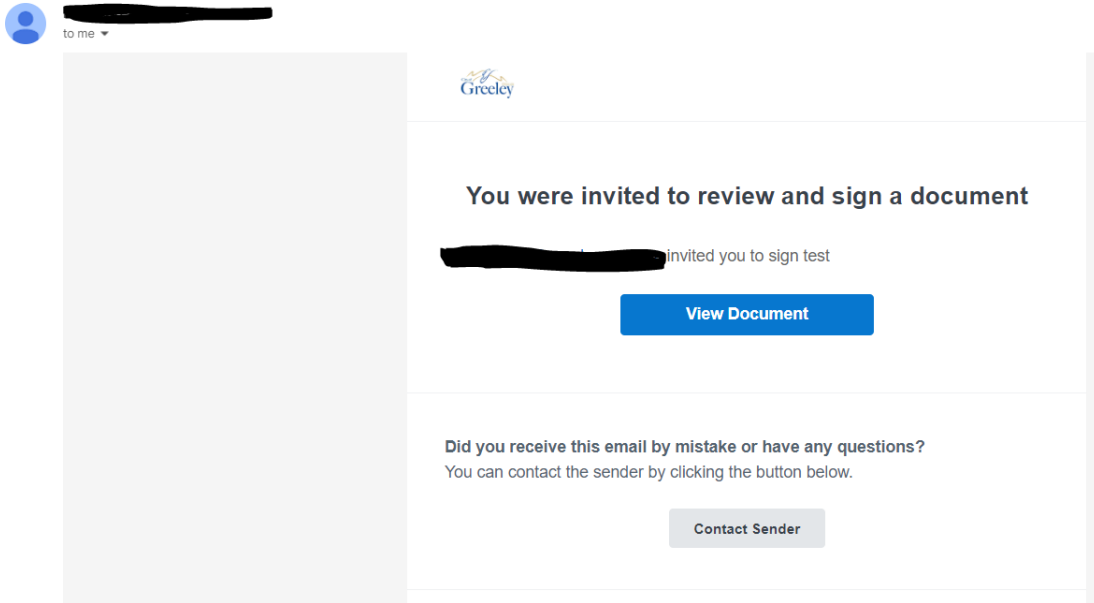 to me
Greeley
You were invited to review and sign a document
invited you to sign test
View Document
Did you receive this email by mistake or have any questions?
You can contact the sender by clicking the button below.
Contact Sender